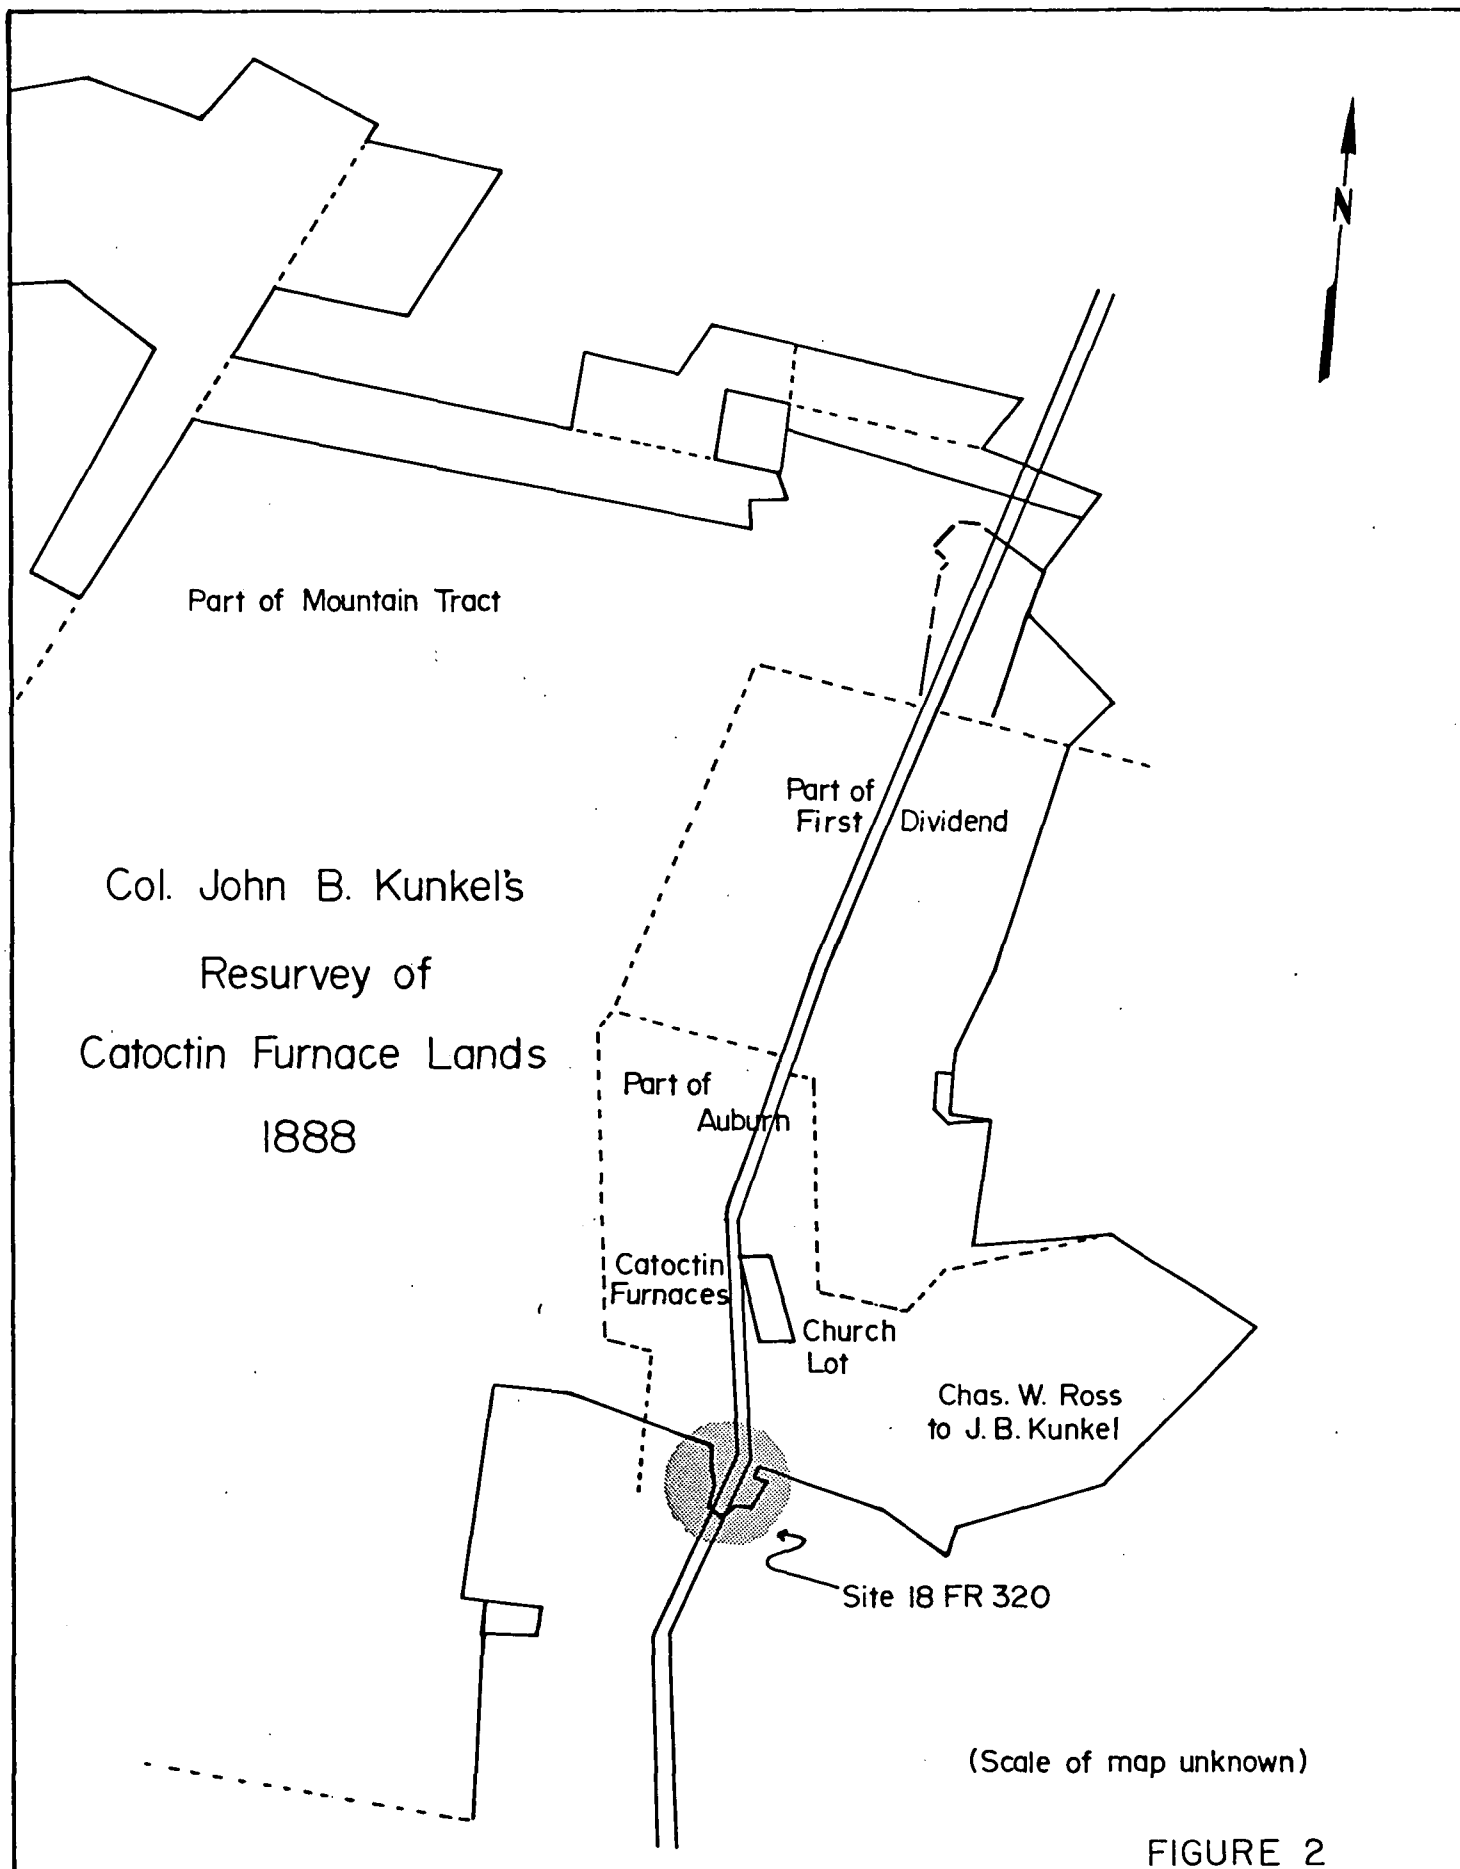 N
Part of Mountain Tract
Part of
First Dividend
Col. John B. Kunkel's
Resurvey of
Catoctin Furnace Lands
1888
Part of
Auburn
Catoctin
Furnaces
Church
Lot
Chas. W. Ross
to J. B. Kunkel
Site 18 FR 320
(Scale of map unknown)
FIGURE 2